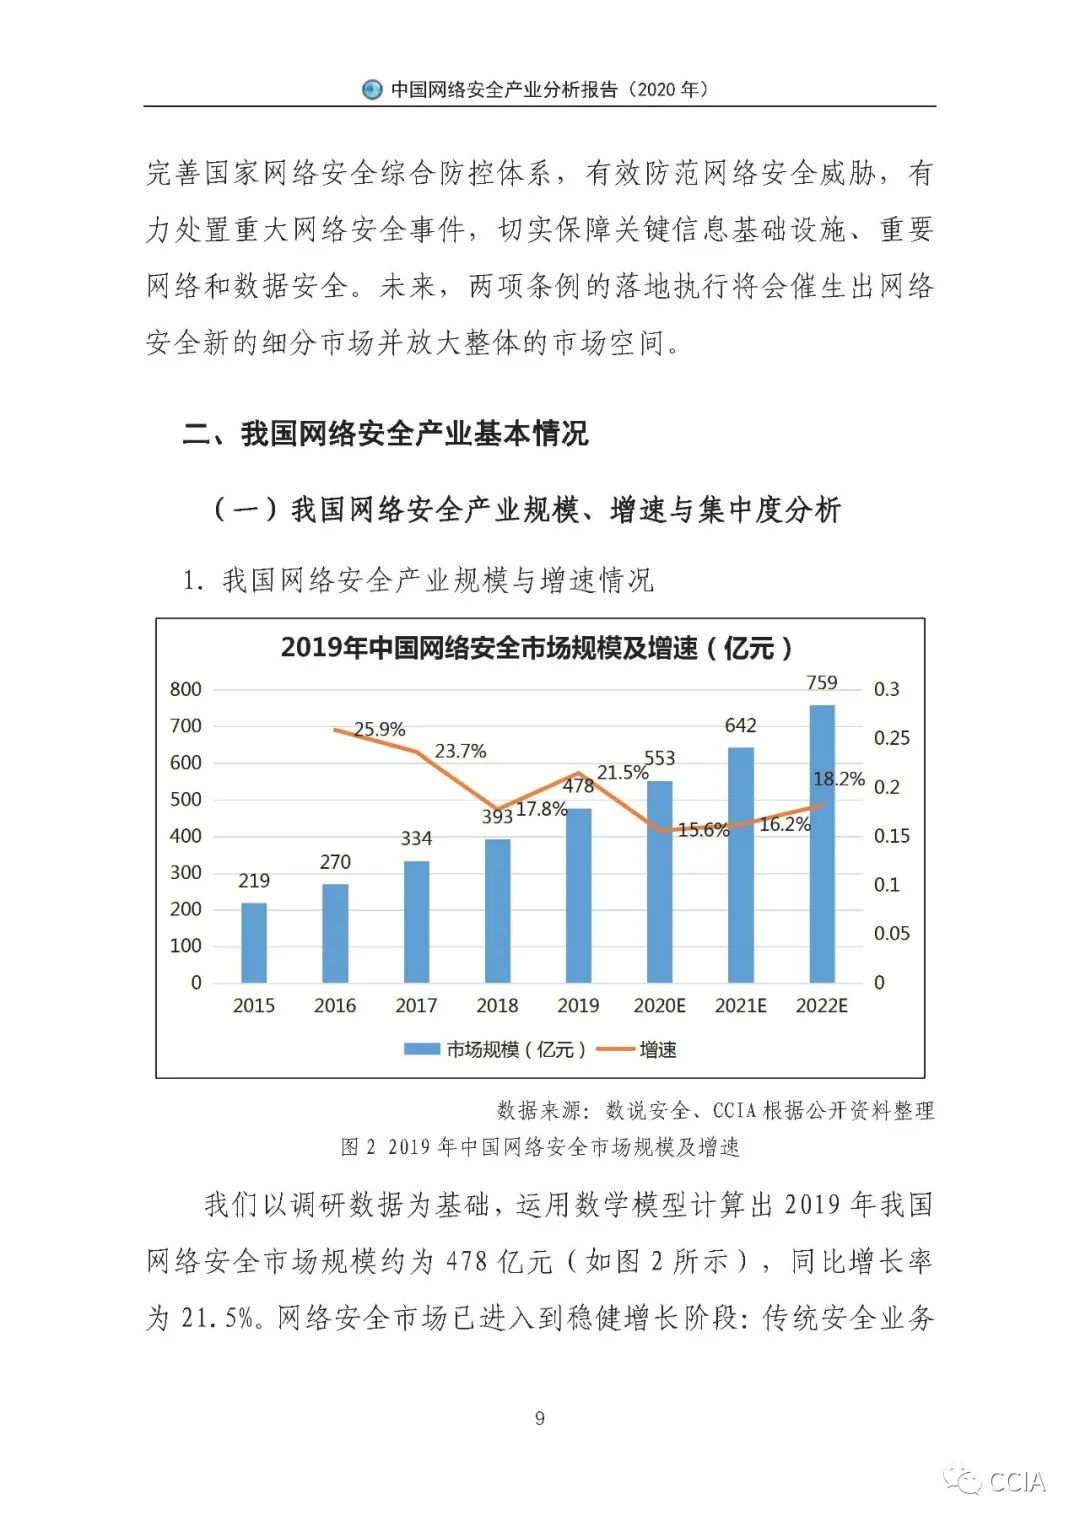 中国网络安全产业分析报告（2020 年）
完善国家网络安全综合防控体系，有效防范网络安全威胁，有
力处置重大网络安全事件，切实保障关键信息基础设施、重要
网络和数据安全。未来，两项条例的落地执行将会催生出网络
安全新的细分市场并放大整体的市场空间。
二、我国网络安全产业基本情况
（一）我国网络安全产业规模、增速与集中度分析
1. 我国网络安全产业规模与增速情况
2019年中国网络安全市场规模及增速（亿元）
800
700
600
500
400
300
200
100
0
219
270
334
393
478
553
642
759
25.9%
23.7%
17.8%
21.5%
15.6%
16.2%
18.2%
0.3
0.25
0.2
0.15
0.1
0.05
0
2015 2016 2017 2018 2019 2020E 2021E 2022E
市场规模（亿元） 增速
数据来源：数说安全、CCIA 根据公开资料整理
图 2 2019 年中国网络安全市场规模及增速
我们以调研数据为基础，运用数学模型计算出 2019 年我国
网络安全市场规模约为 478 亿元（如图 2 所示），同比增长率
为 21.5%。网络安全市场已进入到稳健增长阶段：传统安全业务
9
CCIA